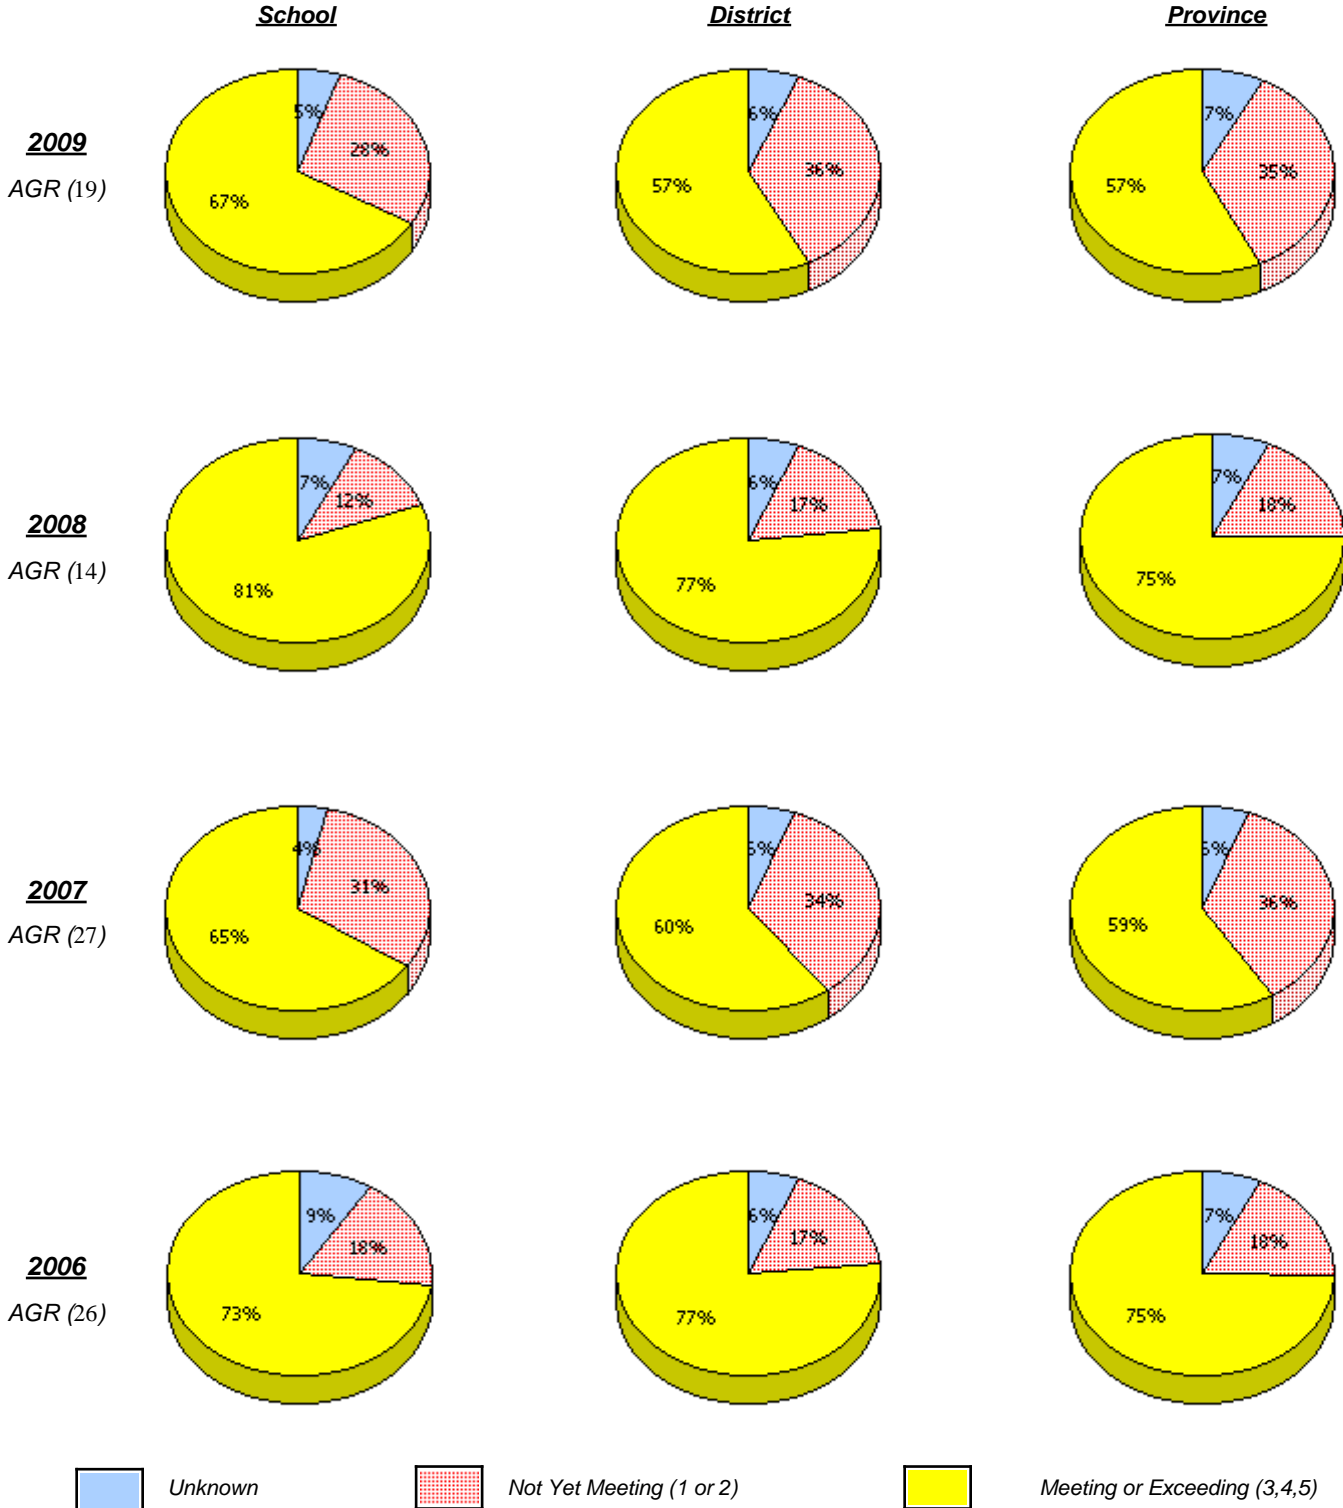 School District Province
2009
AGR (19)
5% 28% 67%
6% 36% 57%
7% 35% 57%
2008
AGR (14)
7% 12% 81%
6% 17% 77%
7% 18% 75%
2007
AGR (27)
4% 31% 65%
34% 60%
36% 59%
2006
AGR (26)
9% 18% 73%
6% 17% 77%
7% 18% 75%
Unknown Not Yet Meeting (1 or 2) Meeting or Exceeding (3,4,5)